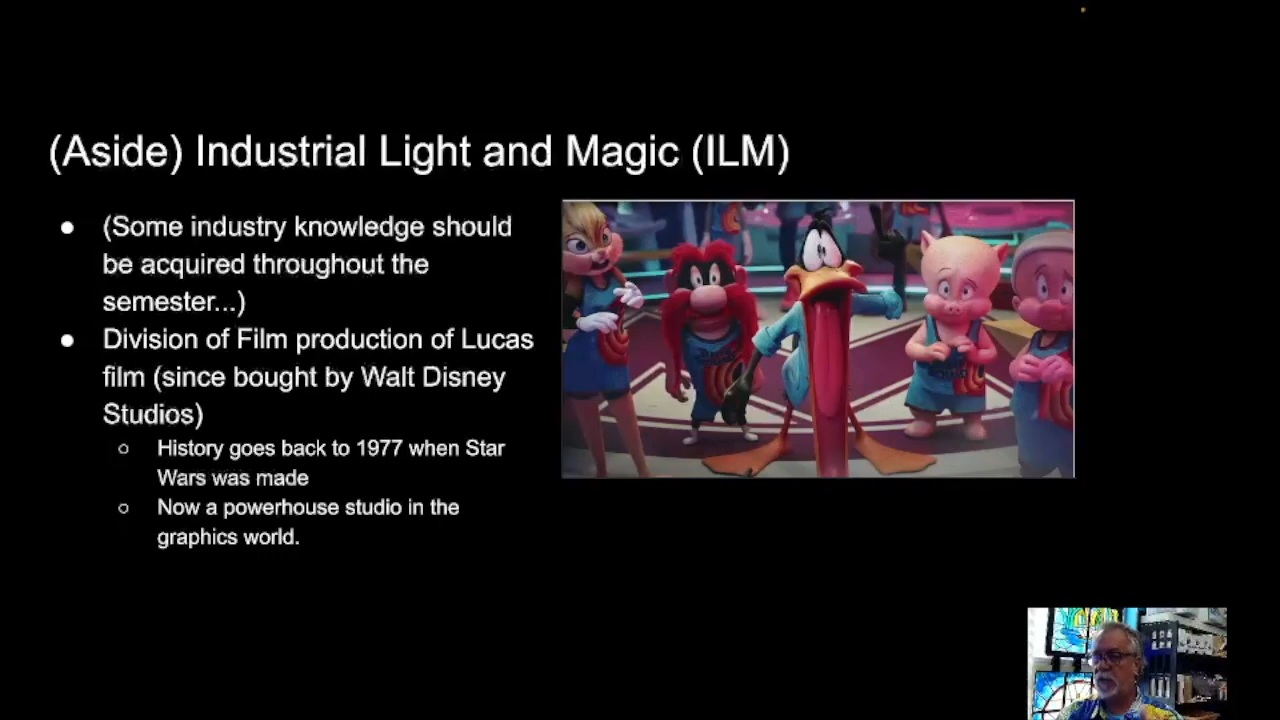 (Aside) Industrial Light and Magic (ILM)
● (Some industry knowledge should
be acquired throughout the
semester...)
● Division of Film production of Lucas
film (since bought by Walt Disney
Studios)
○ History goes back to 1977 when Star
Wars was made
○ Now a powerhouse studio in the
graphics world.